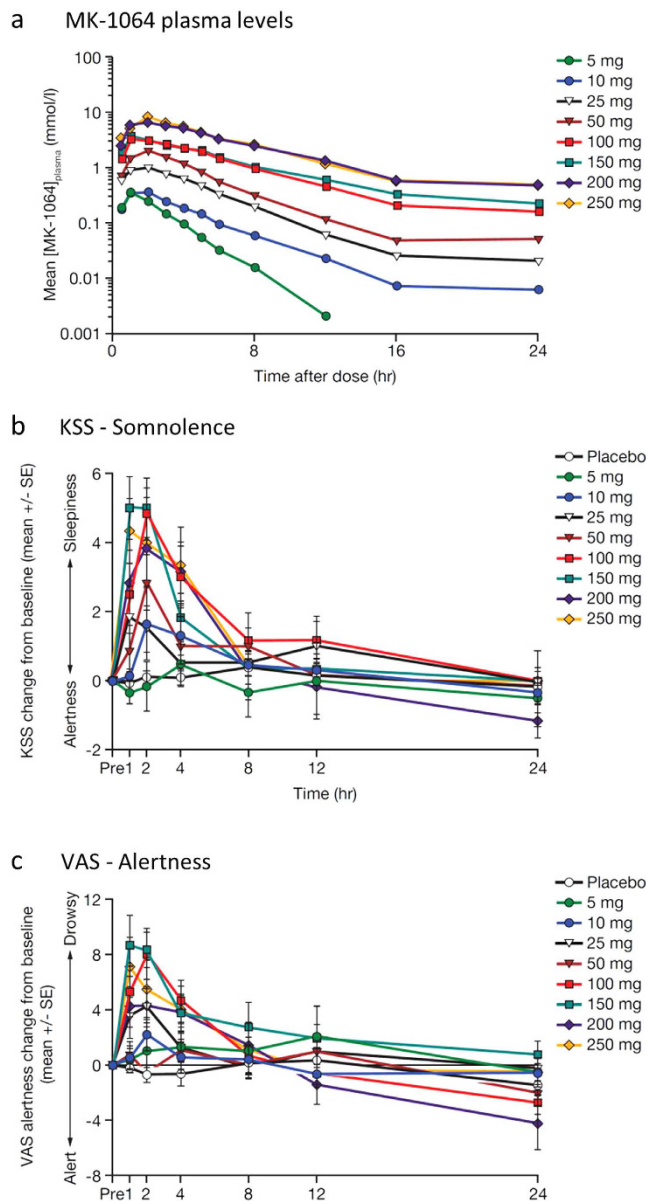 a MK-1064 plasma levels
Mean [MK-1064]plasma (mmol/l)
100
10
1
0.1
0.01
0.001
0 8 12 16 24
Time after dose (hr)
5 mg
10 mg
25 mg
50 mg
100 mg
150 mg
200 mg
250 mg
b KSS - Somnolence
KSS change from baseline (mean +/- SE)
Alertness
Sleepiness
6
4
2
0
-2
Pre1 2 4 8 12 24
Time (hr)
Placebo
5 mg
10 mg
25 mg
50 mg
100 mg
150 mg
200 mg
250 mg
c VAS - Alertness
VAS alertness change from baseline
(mean +/- SE)
Alert
Drowsy
12
8
4
0
-4
-8
Pre1 2 4 8 12 24
Placebo
5 mg
10 mg
25 mg
50 mg
100 mg
150 mg
200 mg
250 mg